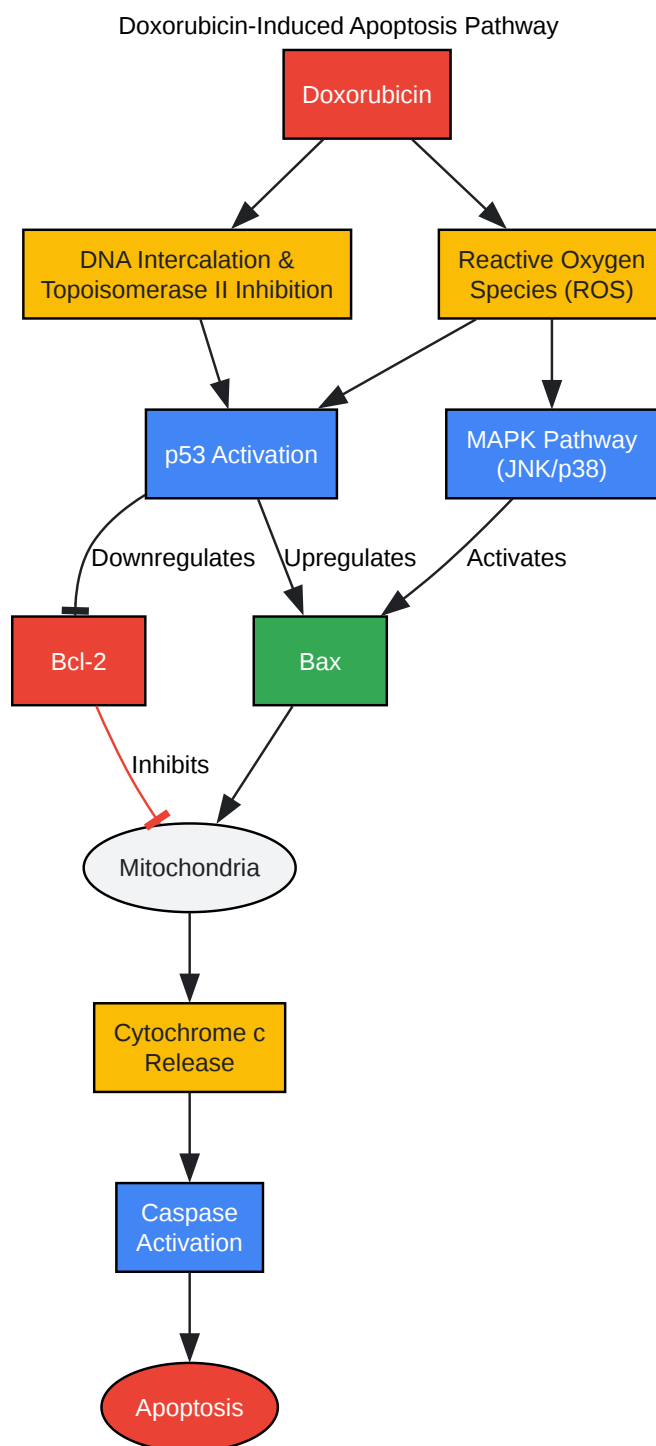 Doxorubicin-Induced Apoptosis Pathway
Doxorubicin
DNA Intercalation &
Topoisomerase II Inhibition
Reactive Oxygen
Species (ROS)
p53 Activation
MAPK Pathway
(JNK/p38)
Downregulates
Upregulates
Activates
Bcl-2
Bax
Inhibits
Mitochondria
Cytochrome c
Release
Caspase
Activation
Apoptosis